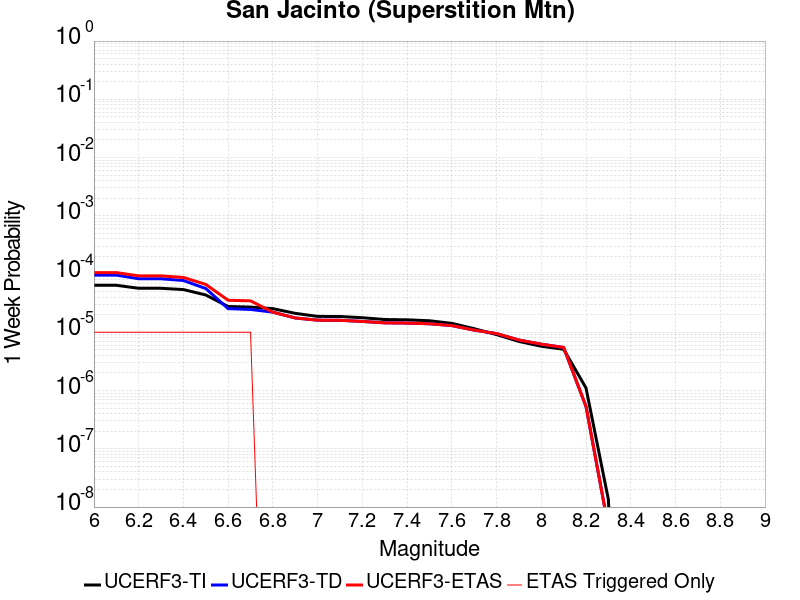 San Jacinto (Superstition Mtn)
10^0
10^-1
10^-2
10^-3
10^-4
10^-5
10^-6
10^-7
10^-8
1 Week Probability
6 6.2 6.4 6.6 6.8 7 7.2 7.4 7.6 7.8 8 8.2 8.4 8.6 8.8 9
Magnitude
UCERF3-TI UCERF3-TD UCERF3-ETAS ETAS Triggered Only